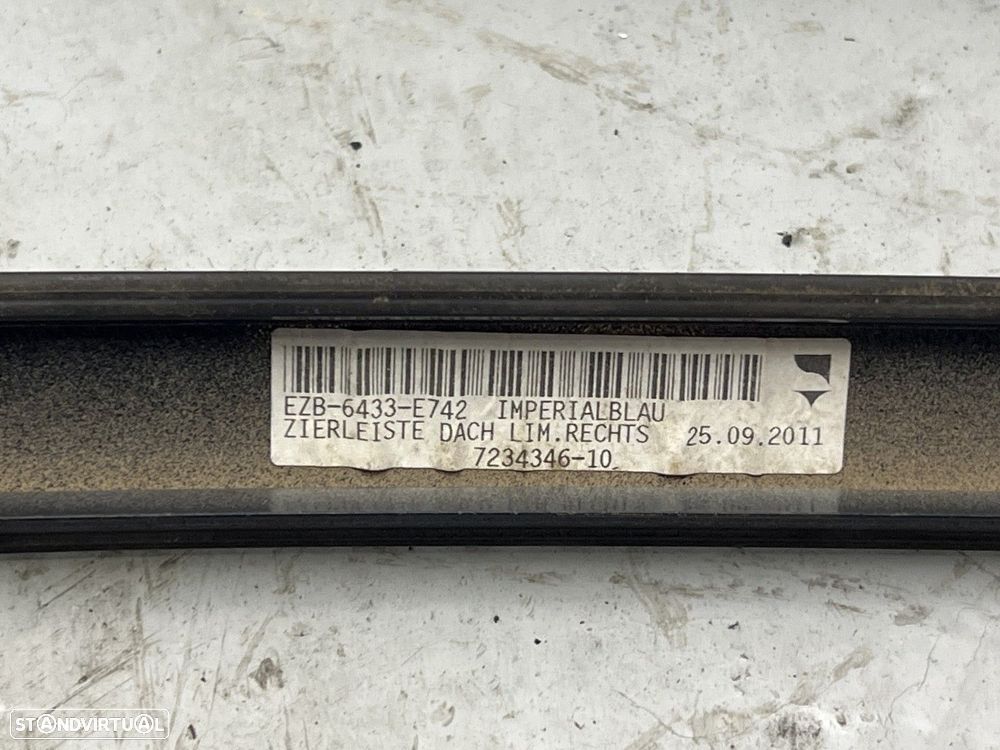 EZB-6433-E742 IMPERIALBLAU
ZIERLEISTE DACH LIM.RECHTS 25.09.2011
7234346-10
STANDVIRTUAL